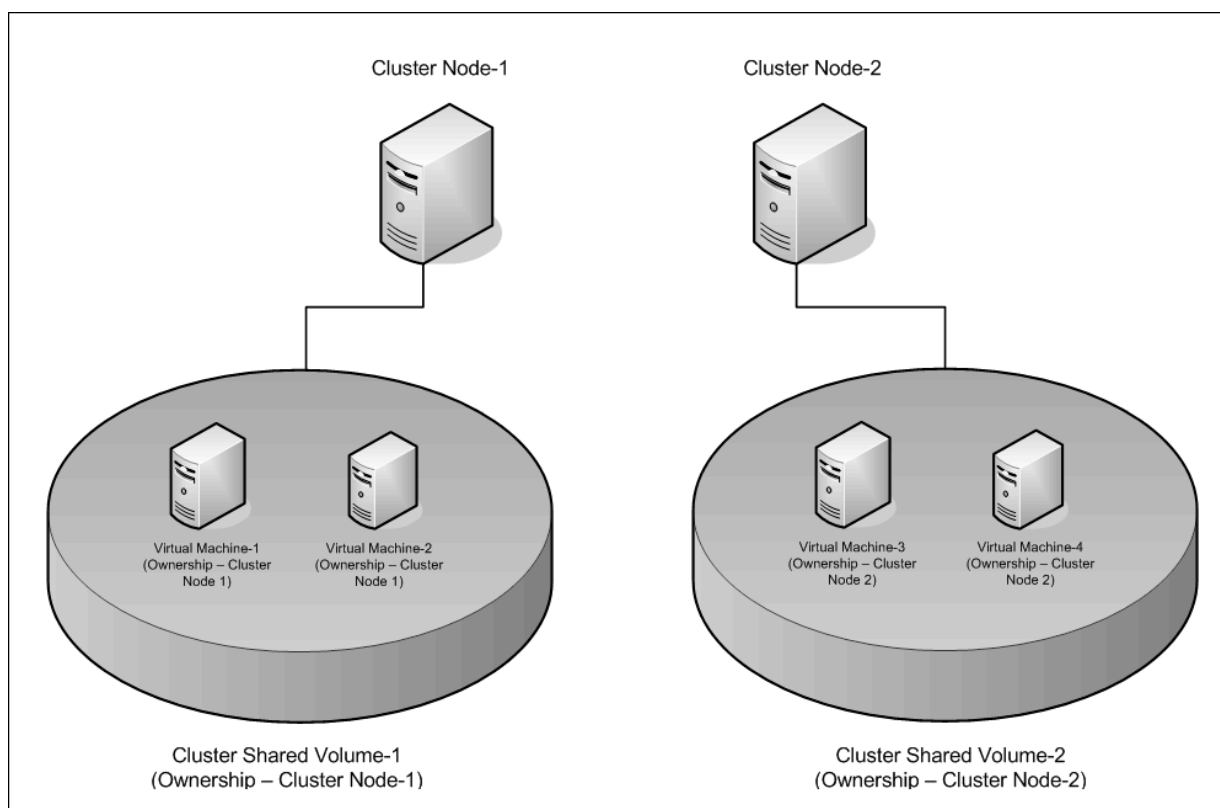 Cluster Node-1
Cluster Node-2
Virtual Machine-1
(Ownership – Cluster
Node 1)
Virtual Machine-2
(Ownership – Cluster
Node 1)
Virtual Machine-3
(Ownership – Cluster
Node 2)
Virtual Machine-4
(Ownership – Cluster
Node 2)
Cluster Shared Volume-1
(Ownership – Cluster Node-1)
Cluster Shared Volume-2
(Ownership – Cluster Node-2)